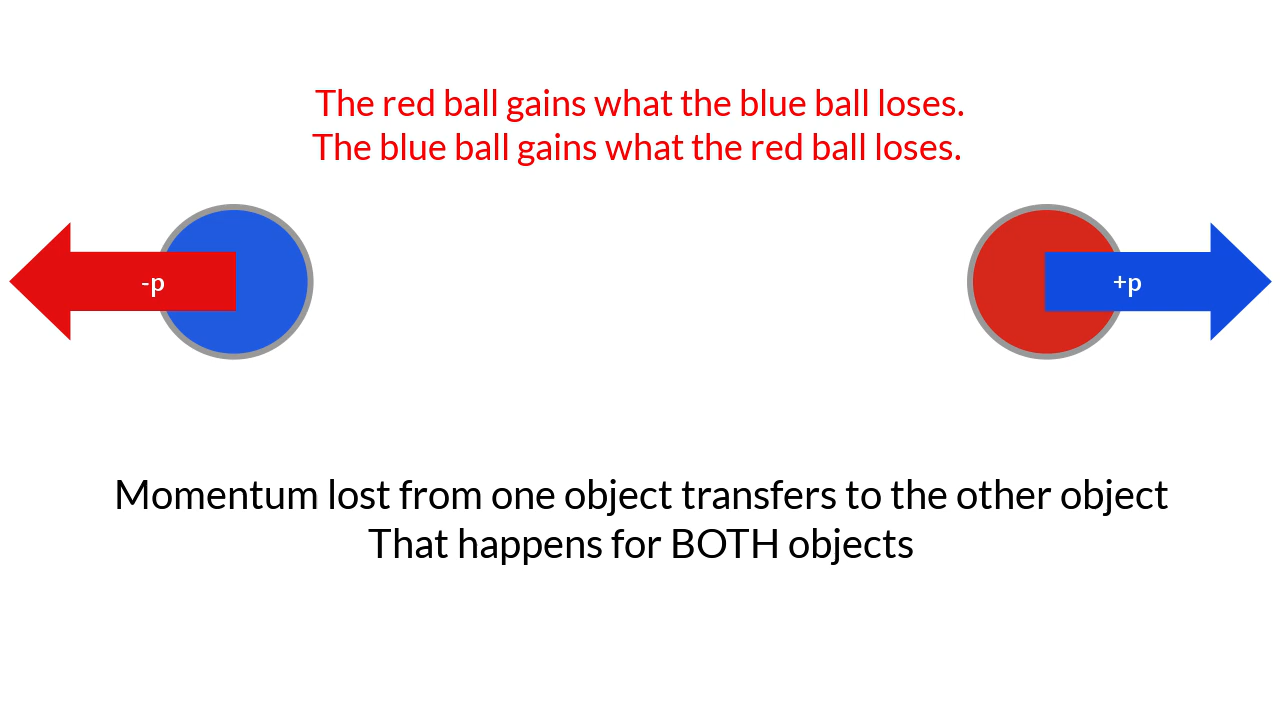 The red ball gains what the blue ball loses.
The blue ball gains what the red ball loses.
-p
+p
Momentum lost from one object transfers to the other object
That happens for BOTH objects